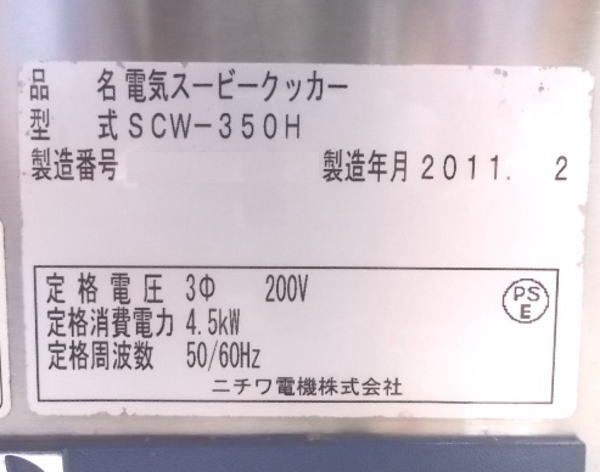 品 名 電気スービークッカー
型 式 SCW-350H
製造番号 製造年月 2011. 2
定格電圧 3Φ 200V
定格消費電力 4.5kW
定格周波数 50/60Hz
PS
E
ニチワ電機株式会社